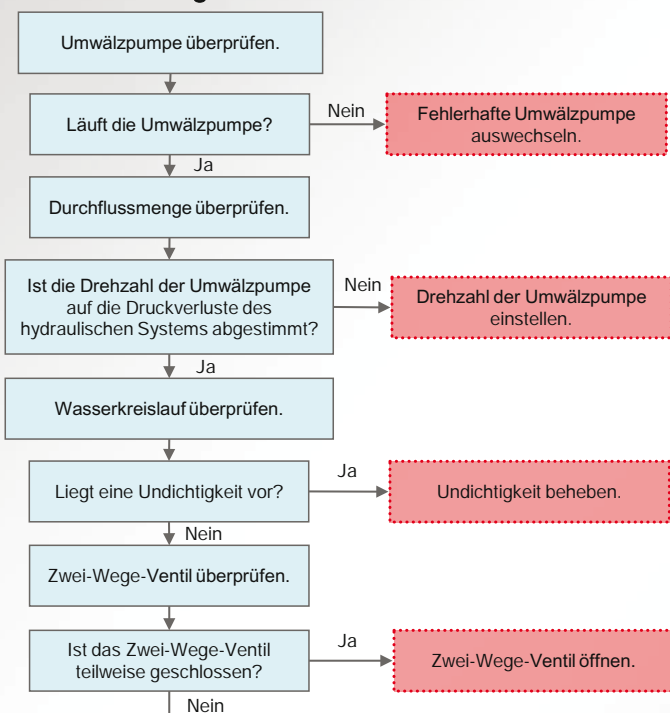 Umwälzpumpe überprüfen.
Läuft die Umwälzpumpe?
Nein
Fehlerhafte Umwälzpumpe
auswechseln.
Ja
Durchflussmenge überprüfen.
Ist die Drehzahl der Umwälzpumpe
auf die Druckverluste des
hydraulischen Systems abgestimmt?
Nein
Drehzahl der Umwälzpumpe
einstellen.
Ja
Wasserkreislauf überprüfen.
Liegt eine Undichtigkeit vor?
Ja
Undichtigkeit beheben.
Nein
Zwei-Wege-Ventil überprüfen.
Ist das Zwei-Wege-Ventil
teilweise geschlossen?
Ja
Zwei-Wege-Ventil öffnen.
Nein